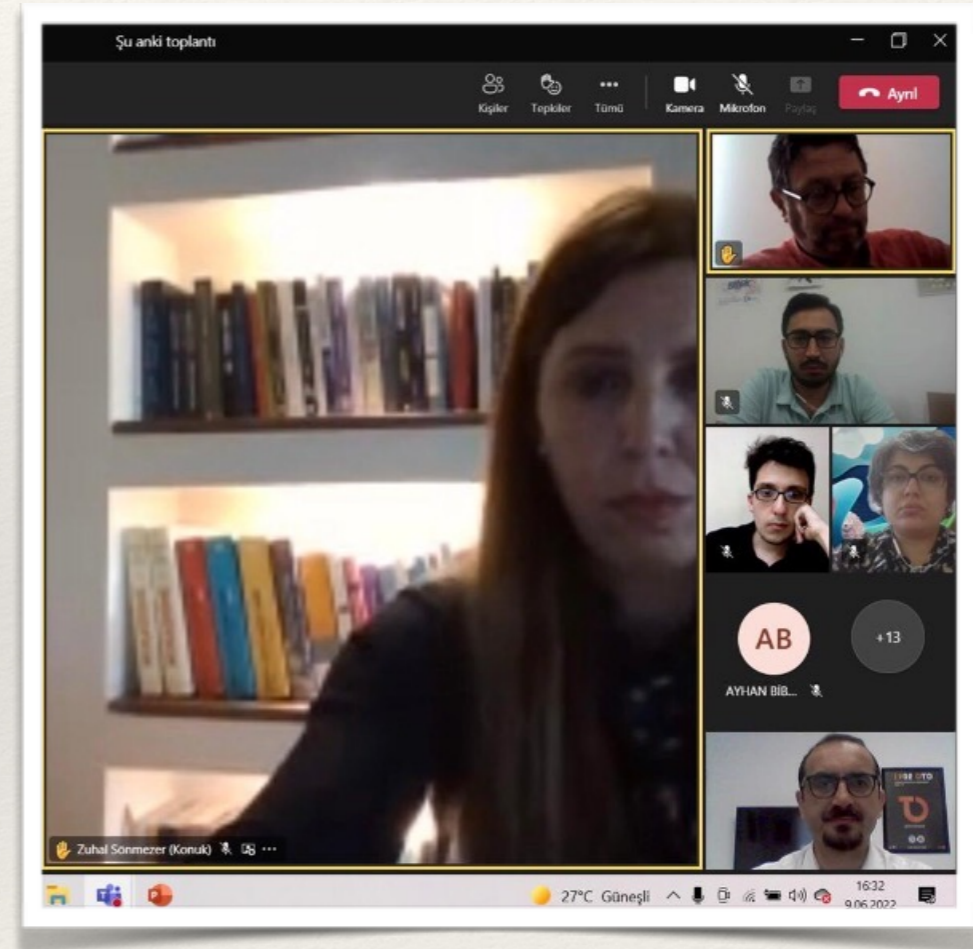 Şu anki toplantı
Kişiler Tepkiler Tümü Kamera Mikrofon Paylaş Ayrıl
AB
+13
AYHAN BİB...
Zuhal Sönmezer (Konuk)
27°C Güneşli
16:32
9.06.2022